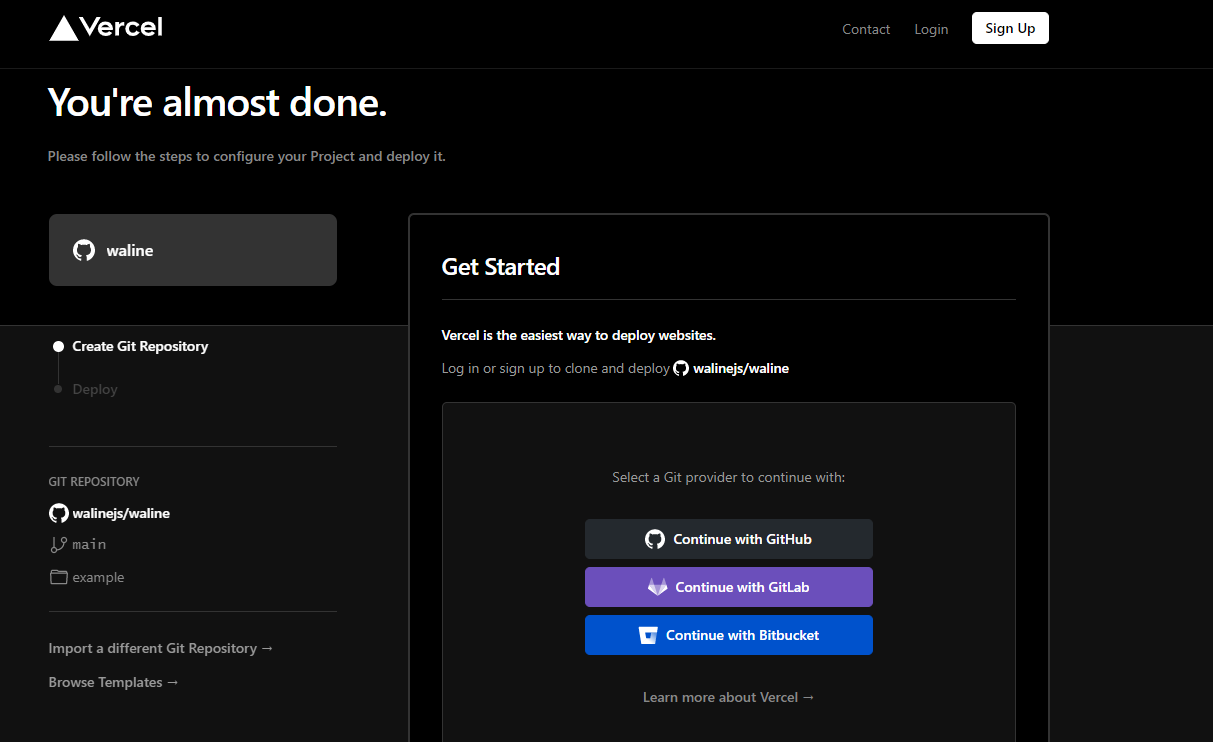 Vercel
Contact
Login
Sign Up
You're almost done.
Please follow the steps to configure your Project and deploy it.
waline
Create Git Repository
Deploy
GIT REPOSITORY
walinejs/waline
main
example
Import a different Git Repository →
Browse Templates →
Get Started
Vercel is the easiest way to deploy websites.
Log in or sign up to clone and deploy walinejs/waline
Select a Git provider to continue with:
Continue with GitHub
Continue with GitLab
Continue with Bitbucket
Learn more about Vercel →